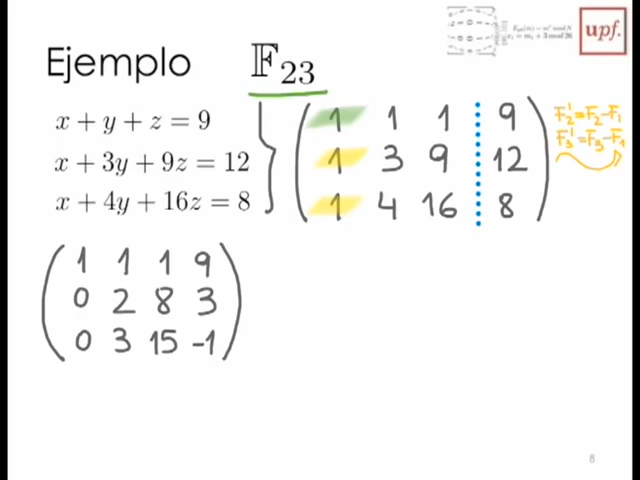 Ejemplo 𝔽₂₃
upf.
x + y + z = 9
x + 3y + 9z = 12
x + 4y + 16z = 8
1 1 1 9
1 3 9 12
1 4 16 8
F₂' = F₂ - F₁
F₃' = F₃ - F₁
1 1 1 9
0 2 8 3
0 3 15 -1
8